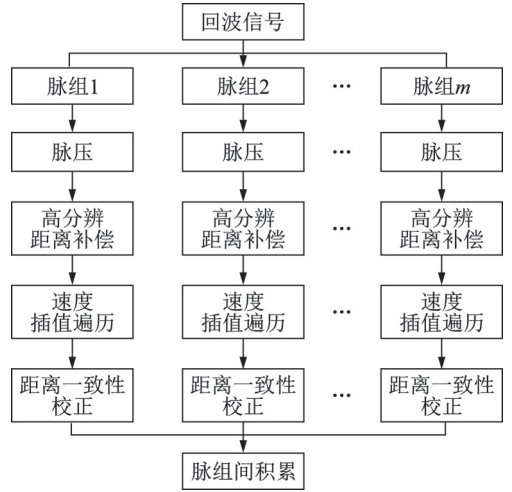 回波信号
脉组1 脉组2 ··· 脉组m
脉压 脉压 ··· 脉压
高分辨 高分辨 高分辨
距离补偿 距离补偿 ··· 距离补偿
速度 速度 ··· 速度
插值遍历 插值遍历 插值遍历
距离一致性 距离一致性 ··· 距离一致性
校正 校正 校正
脉组间积累